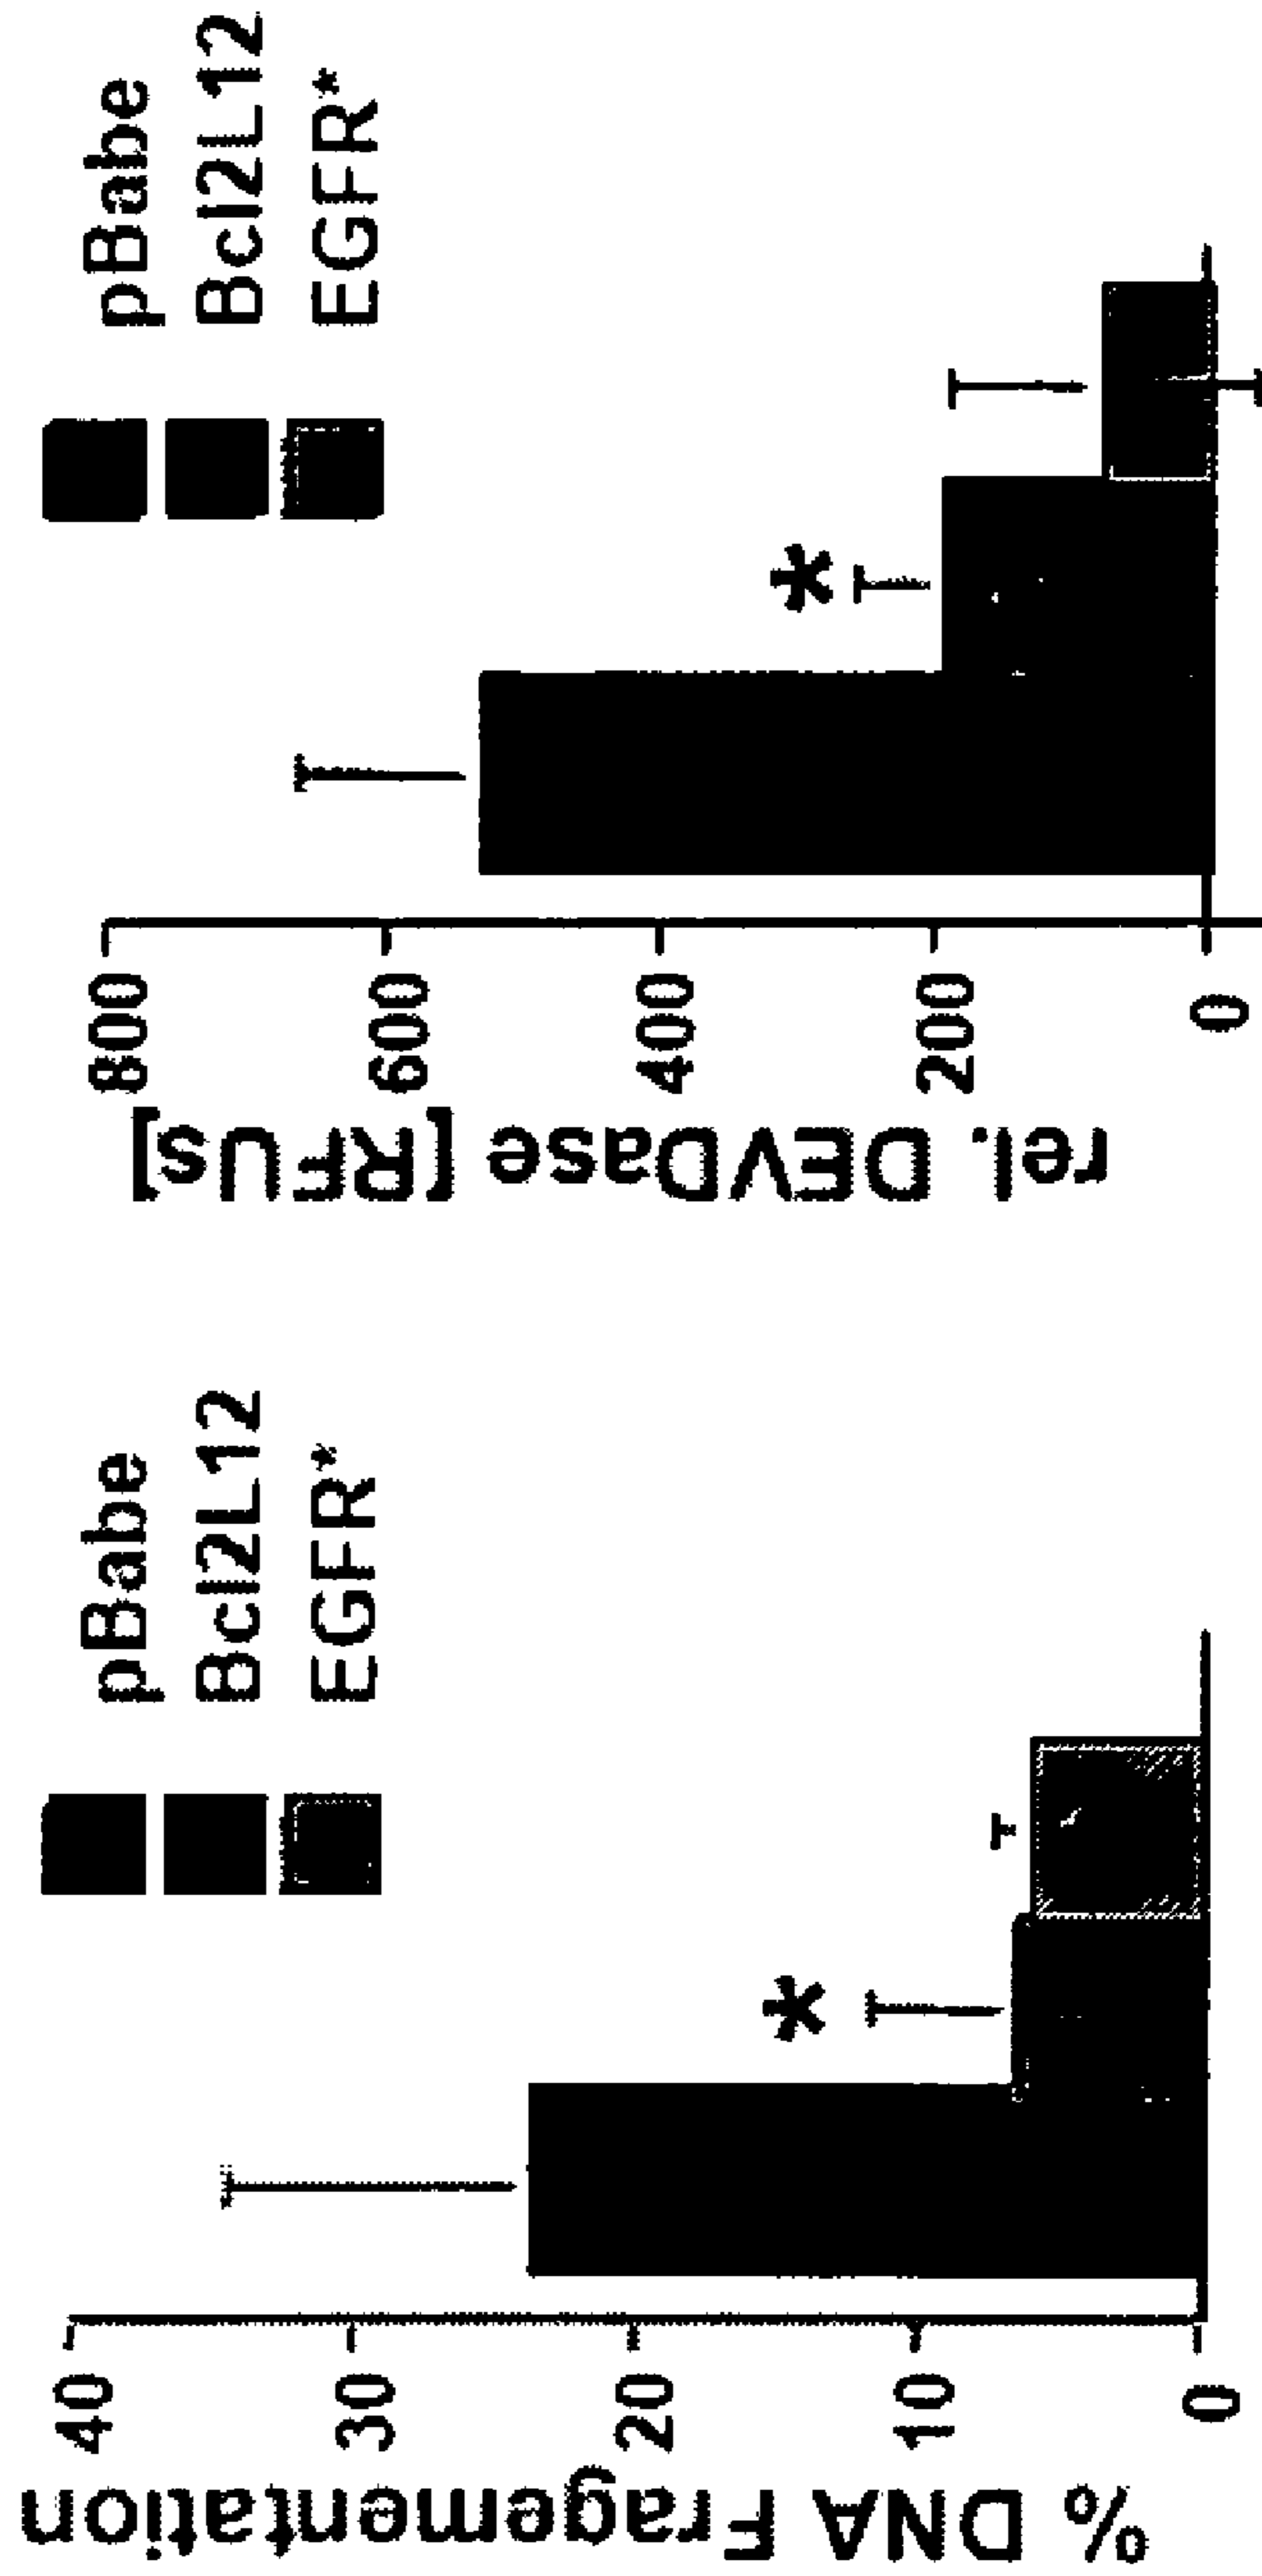 % DNA Fragementation
40
30
20
10
0
*
pBabe
Bcl2L12
EGFR*
rel. DEVDase [RFUs]
800
600
400
200
0
*
pBabe
Bcl2L12
EGFR*